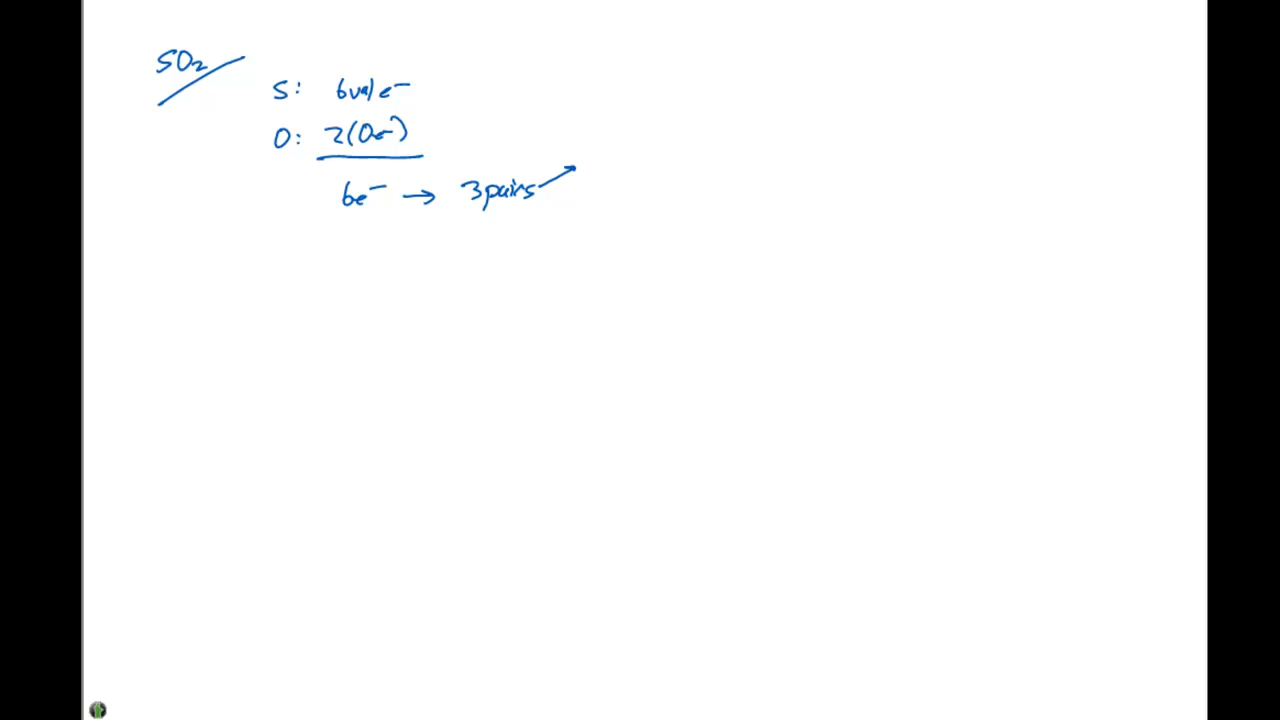 SO₂
S: 6 val e⁻
O: 2(0e⁻)
6e⁻ → 3 pairs